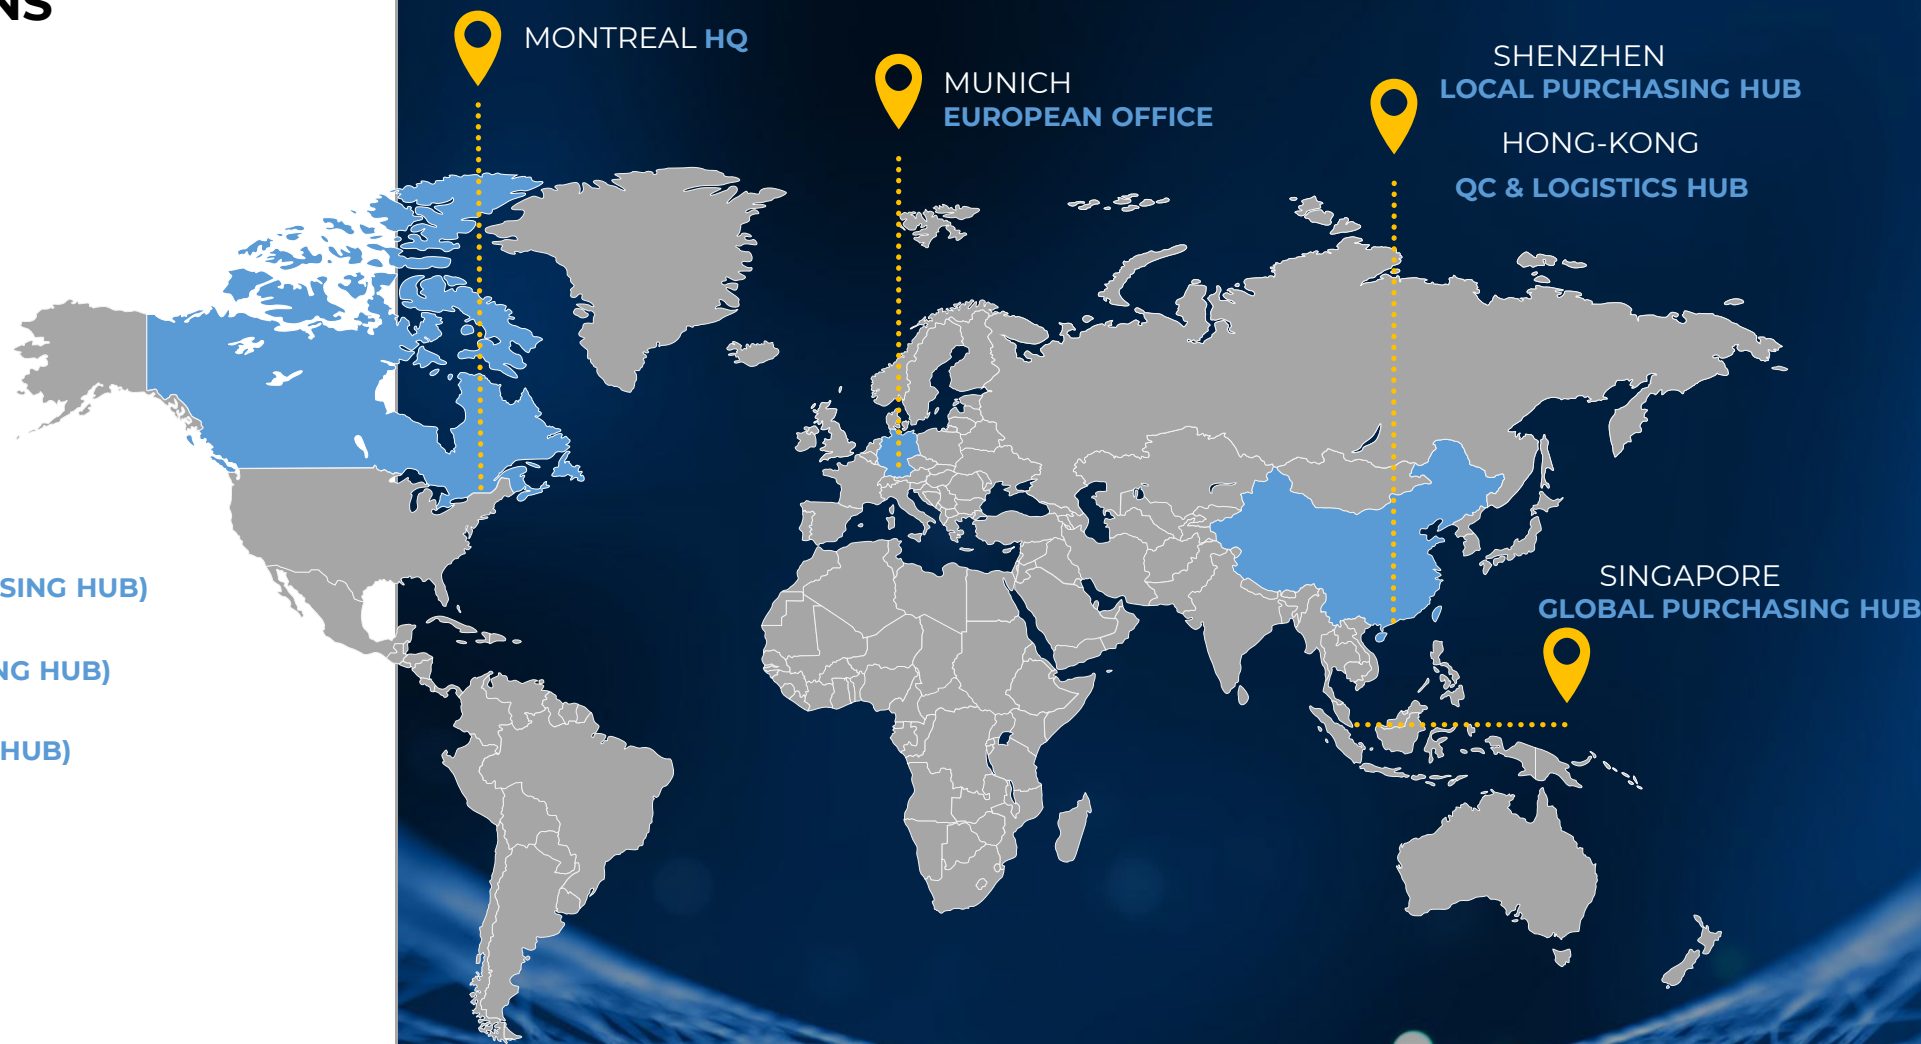 NS
MONTREAL HQ
MUNICH
EUROPEAN OFFICE
SHENZHEN
LOCAL PURCHASING HUB
HONG-KONG
QC & LOGISTICS HUB
SINGAPORE
GLOBAL PURCHASING HUB
SING HUB)
NG HUB)
HUB)